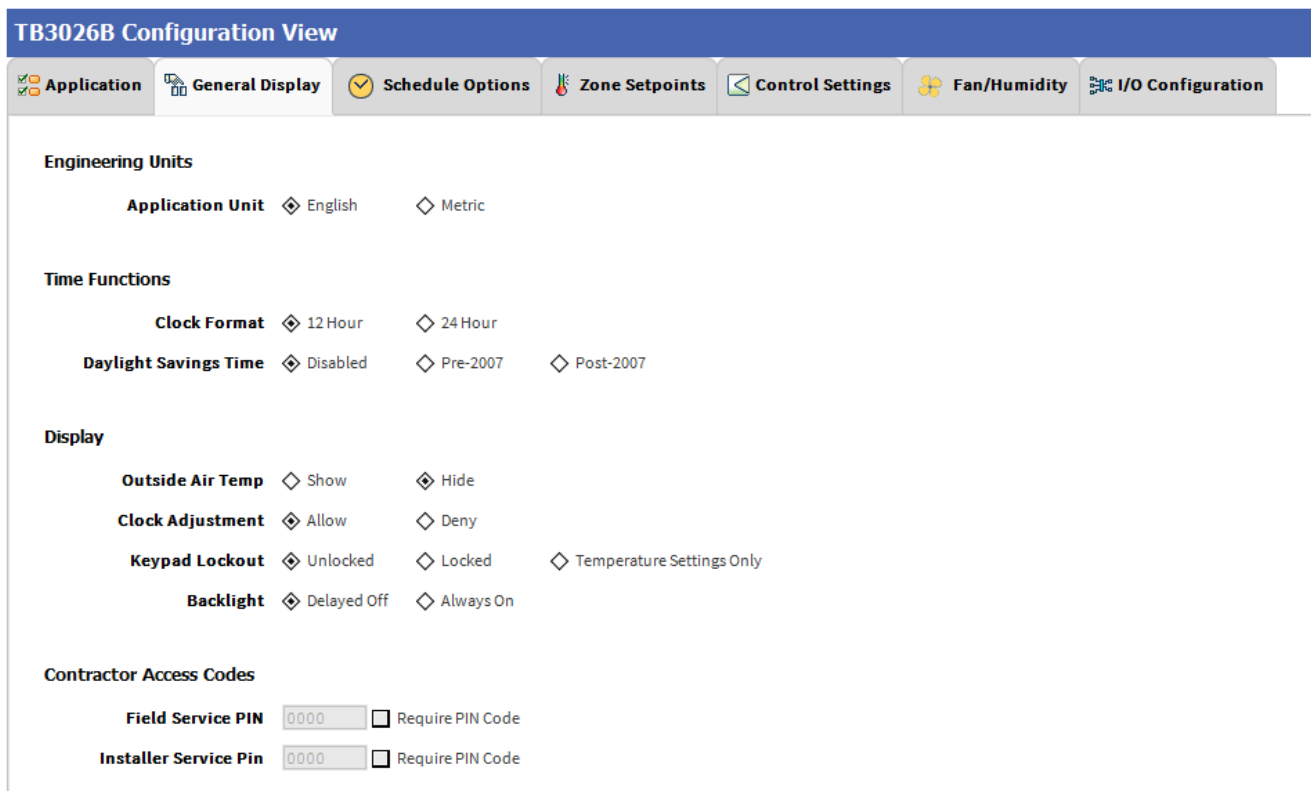 TB3026B Configuration View
Application General Display Schedule Options Zone Setpoints Control Settings Fan/Humidity I/O Configuration
Engineering Units
Application Unit English Metric
Time Functions
Clock Format 12 Hour 24 Hour
Daylight Savings Time Disabled Pre-2007 Post-2007
Display
Outside Air Temp Show Hide
Clock Adjustment Allow Deny
Keypad Lockout Unlocked Locked Temperature Settings Only
Backlight Delayed Off Always On
Contractor Access Codes
Field Service PIN 0000 Require PIN Code
Installer Service Pin 0000 Require PIN Code